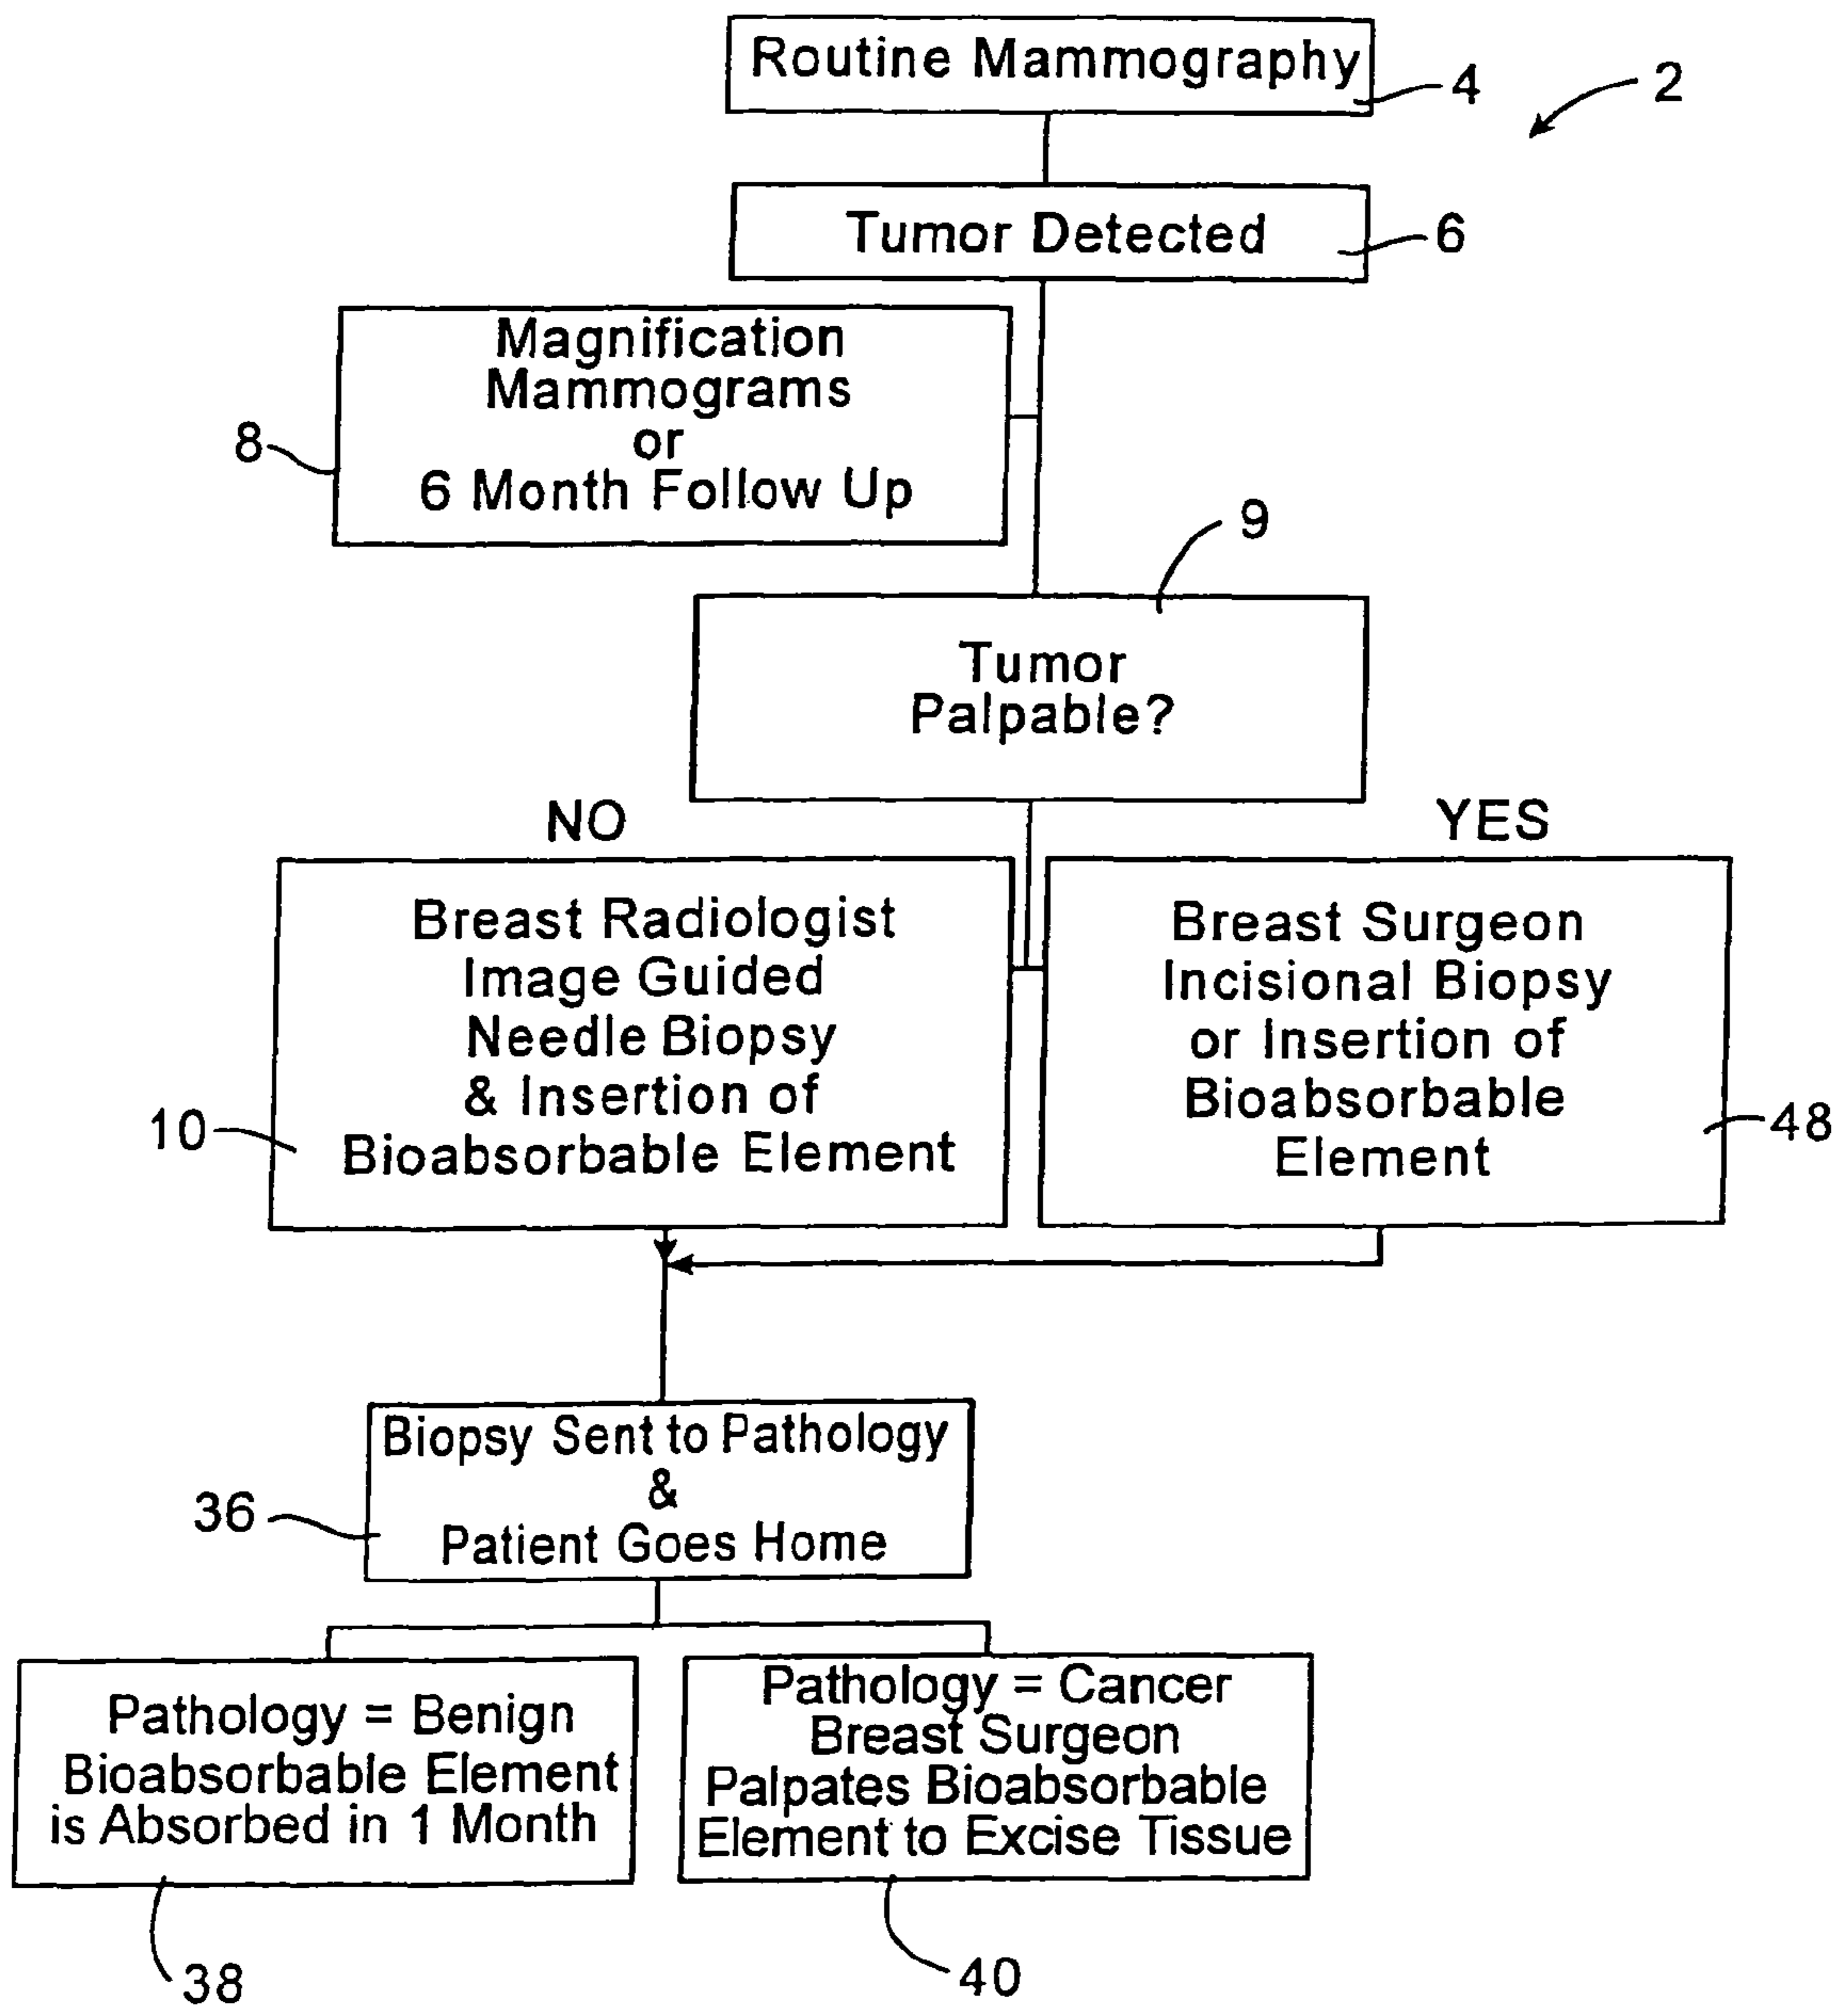 Routine Mammography
4
2
Tumor Detected
6
Magnification
Mammograms
or
6 Month Follow Up
8
9
Tumor
Palpable?
NO
YES
Breast Radiologist
Image Guided
Needle Biopsy
& Insertion of
Bioabsorbable Element
10
Breast Surgeon
Incisional Biopsy
or Insertion of
Bioabsorbable
Element
48
Biopsy Sent to Pathology
&
Patient Goes Home
36
Pathology = Benign
Bioabsorbable Element
is Absorbed in 1 Month
38
Pathology = Cancer
Breast Surgeon
Palpates Bioabsorbable
Element to Excise Tissue
40